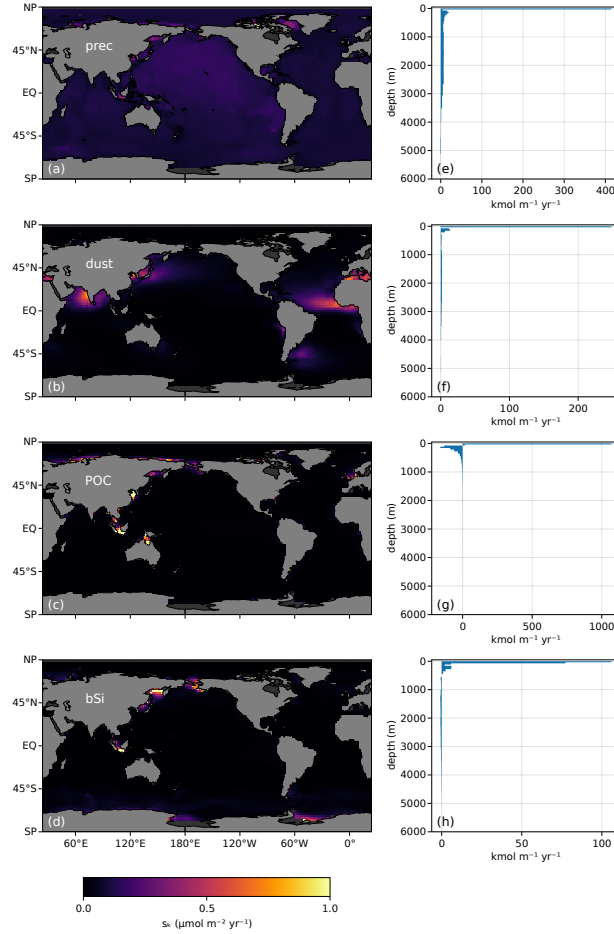 NP
45°N
EQ
45°S
SP
prec
(a)
0
1000
2000
3000
4000
5000
6000
depth (m)
(e)
0
100
200
300
400
kmol m⁻¹ yr⁻¹
NP
45°N
EQ
45°S
SP
dust
(b)
0
1000
2000
3000
4000
5000
6000
depth (m)
(f)
0
100
200
kmol m⁻¹ yr⁻¹
NP
45°N
EQ
45°S
SP
POC
(c)
0
1000
2000
3000
4000
5000
6000
depth (m)
(g)
0
500
1000
kmol m⁻¹ yr⁻¹
NP
45°N
EQ
45°S
SP
bSi
(d)
60°E
120°E
180°
120°W
60°W
0°
0
1000
2000
3000
4000
5000
6000
depth (m)
(h)
0
50
100
kmol m⁻¹ yr⁻¹
0.0
0.5
1.0
sₖ (μmol m⁻² yr⁻¹)